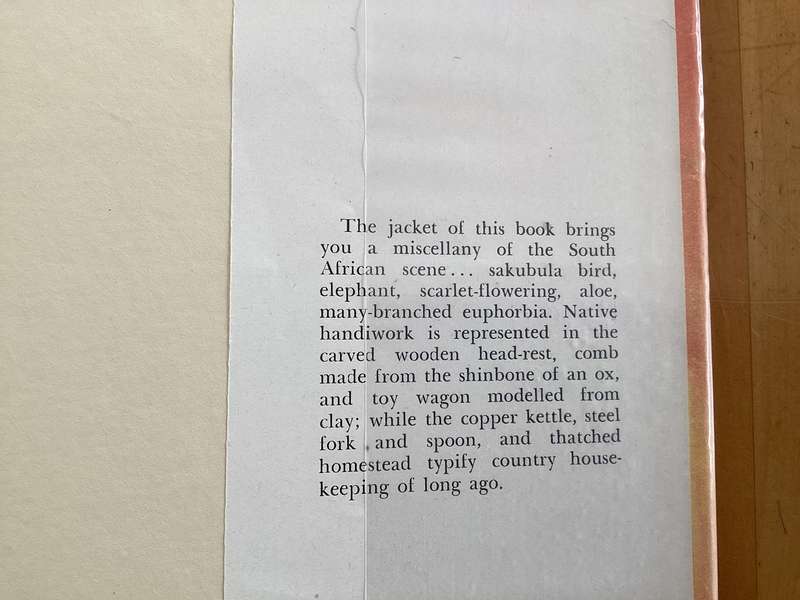 The jacket of this book brings
you a miscellany of the South
African scene... sakubula bird,
elephant, scarlet-flowering, aloe,
many-branched euphorbia. Native
handiwork is represented in the
carved wooden head-rest, comb
made from the shinbone of an ox,
and toy wagon modelled from
clay; while the copper kettle, steel
fork and spoon, and thatched
homestead typify country house-
keeping of long ago.